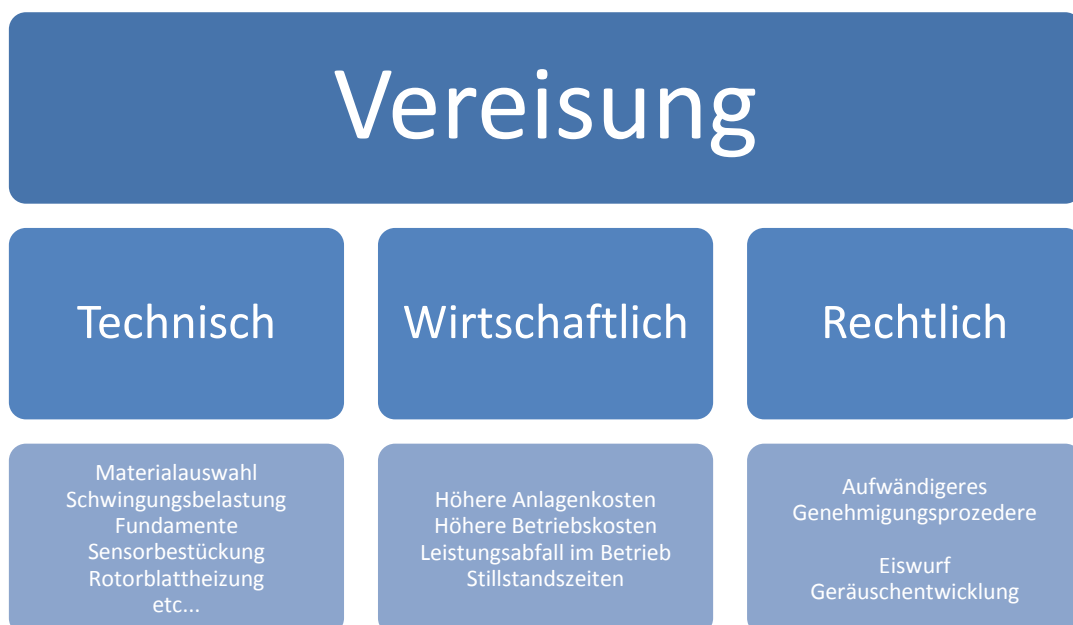 Vereisung
Technisch
Wirtschaftlich
Rechtlich
Materialauswahl
Schwingungsbelastung
Fundamente
Sensorbestückung
Rotorblattheizung
etc...
Höhere Anlagenkosten
Höhere Betriebskosten
Leistungsabfall im Betrieb
Stillstandszeiten
Aufwändigeres
Genehmigungsprozedere
Eiswurf
Geräuschentwicklung